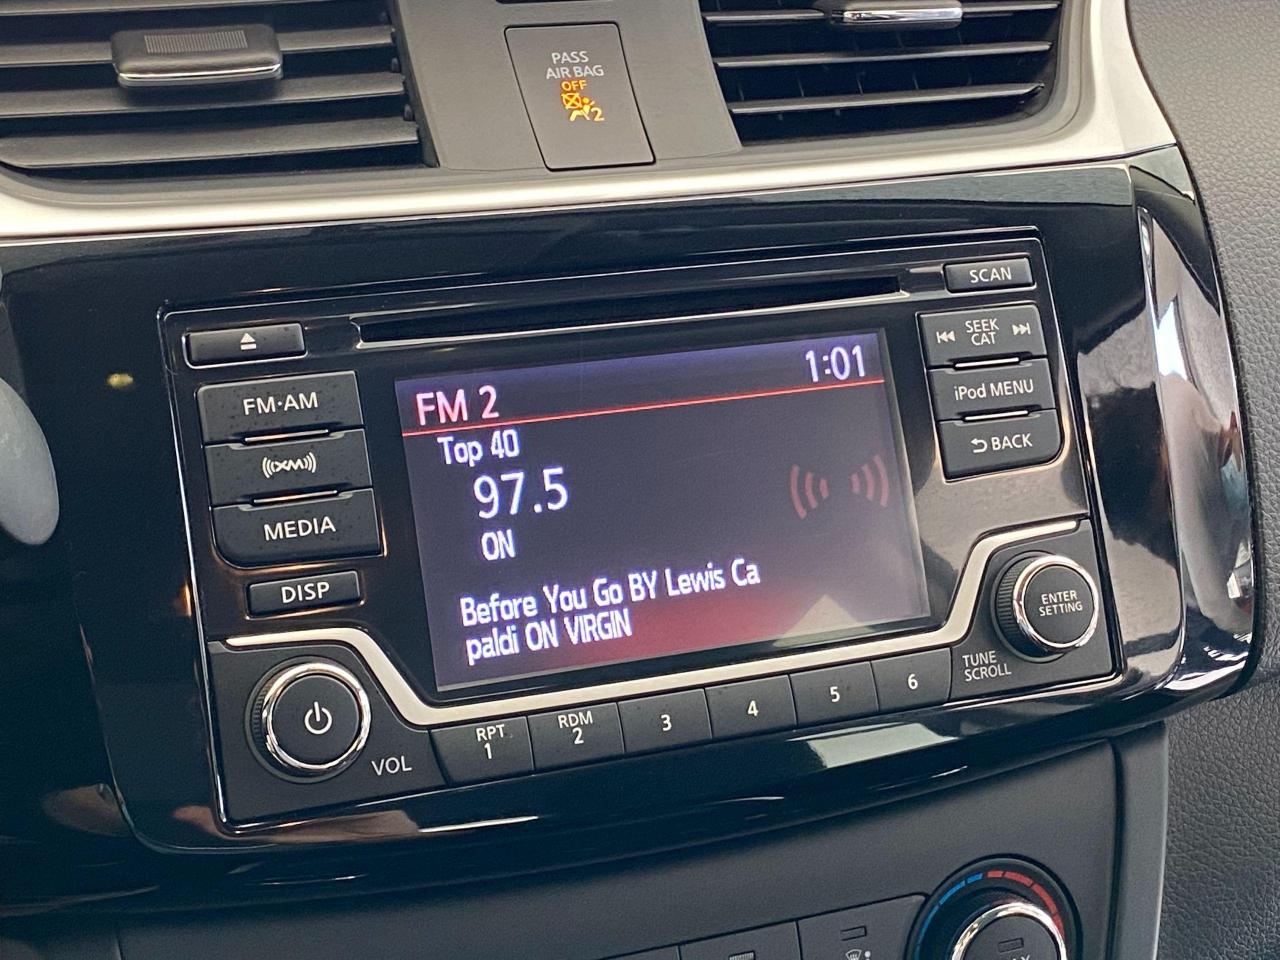 PASS
AIR BAG
OFF
2
SCAN
SEEK
CAT
iPod MENU
BACK
FM·AM
((XM))
MEDIA
DISP
FM 2
1:01
Top 40
97.5
ON
Before You Go BY Lewis Ca
paldi ON VIRGIN
ENTER
SETTING
TUNE
SCROLL
VOL
RPT
1
RDM
2
3
4
5
6